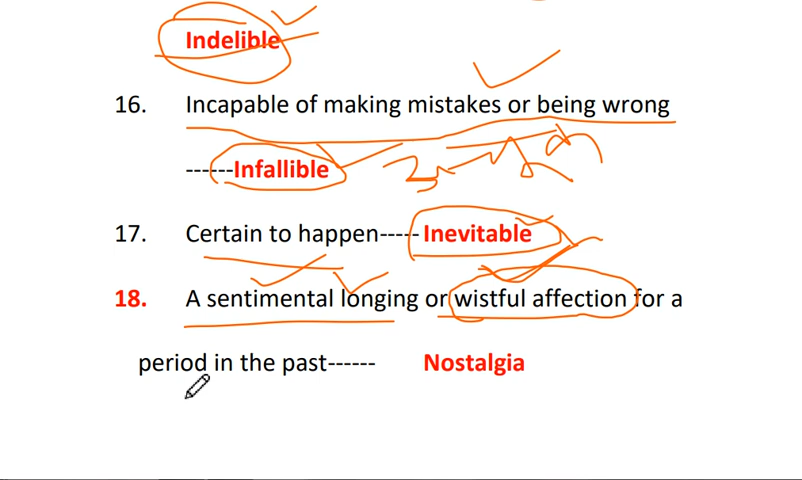 Indelible
16. Incapable of making mistakes or being wrong
------Infallible
17. Certain to happen-----Inevitable
18. A sentimental longing or wistful affection for a
period in the past------ Nostalgia